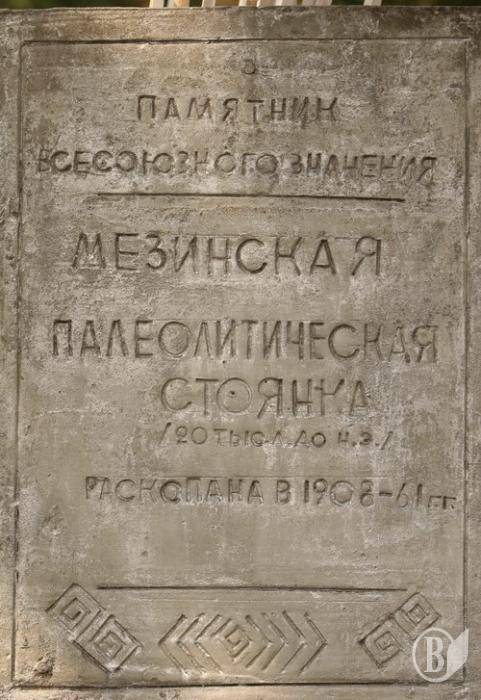 ПАМЯТНИК
ВСЕСОЮЗНОГО ЗНАЧЕНИЯ
МЕЗИНСКАЯ
ПАЛЕОЛИТИЧЕСКАЯ
СТОЯНКА
/20 ТЫС.Л. ДО Н.Э./
РАСКОПАНА В 1908-61 ГГ.
В